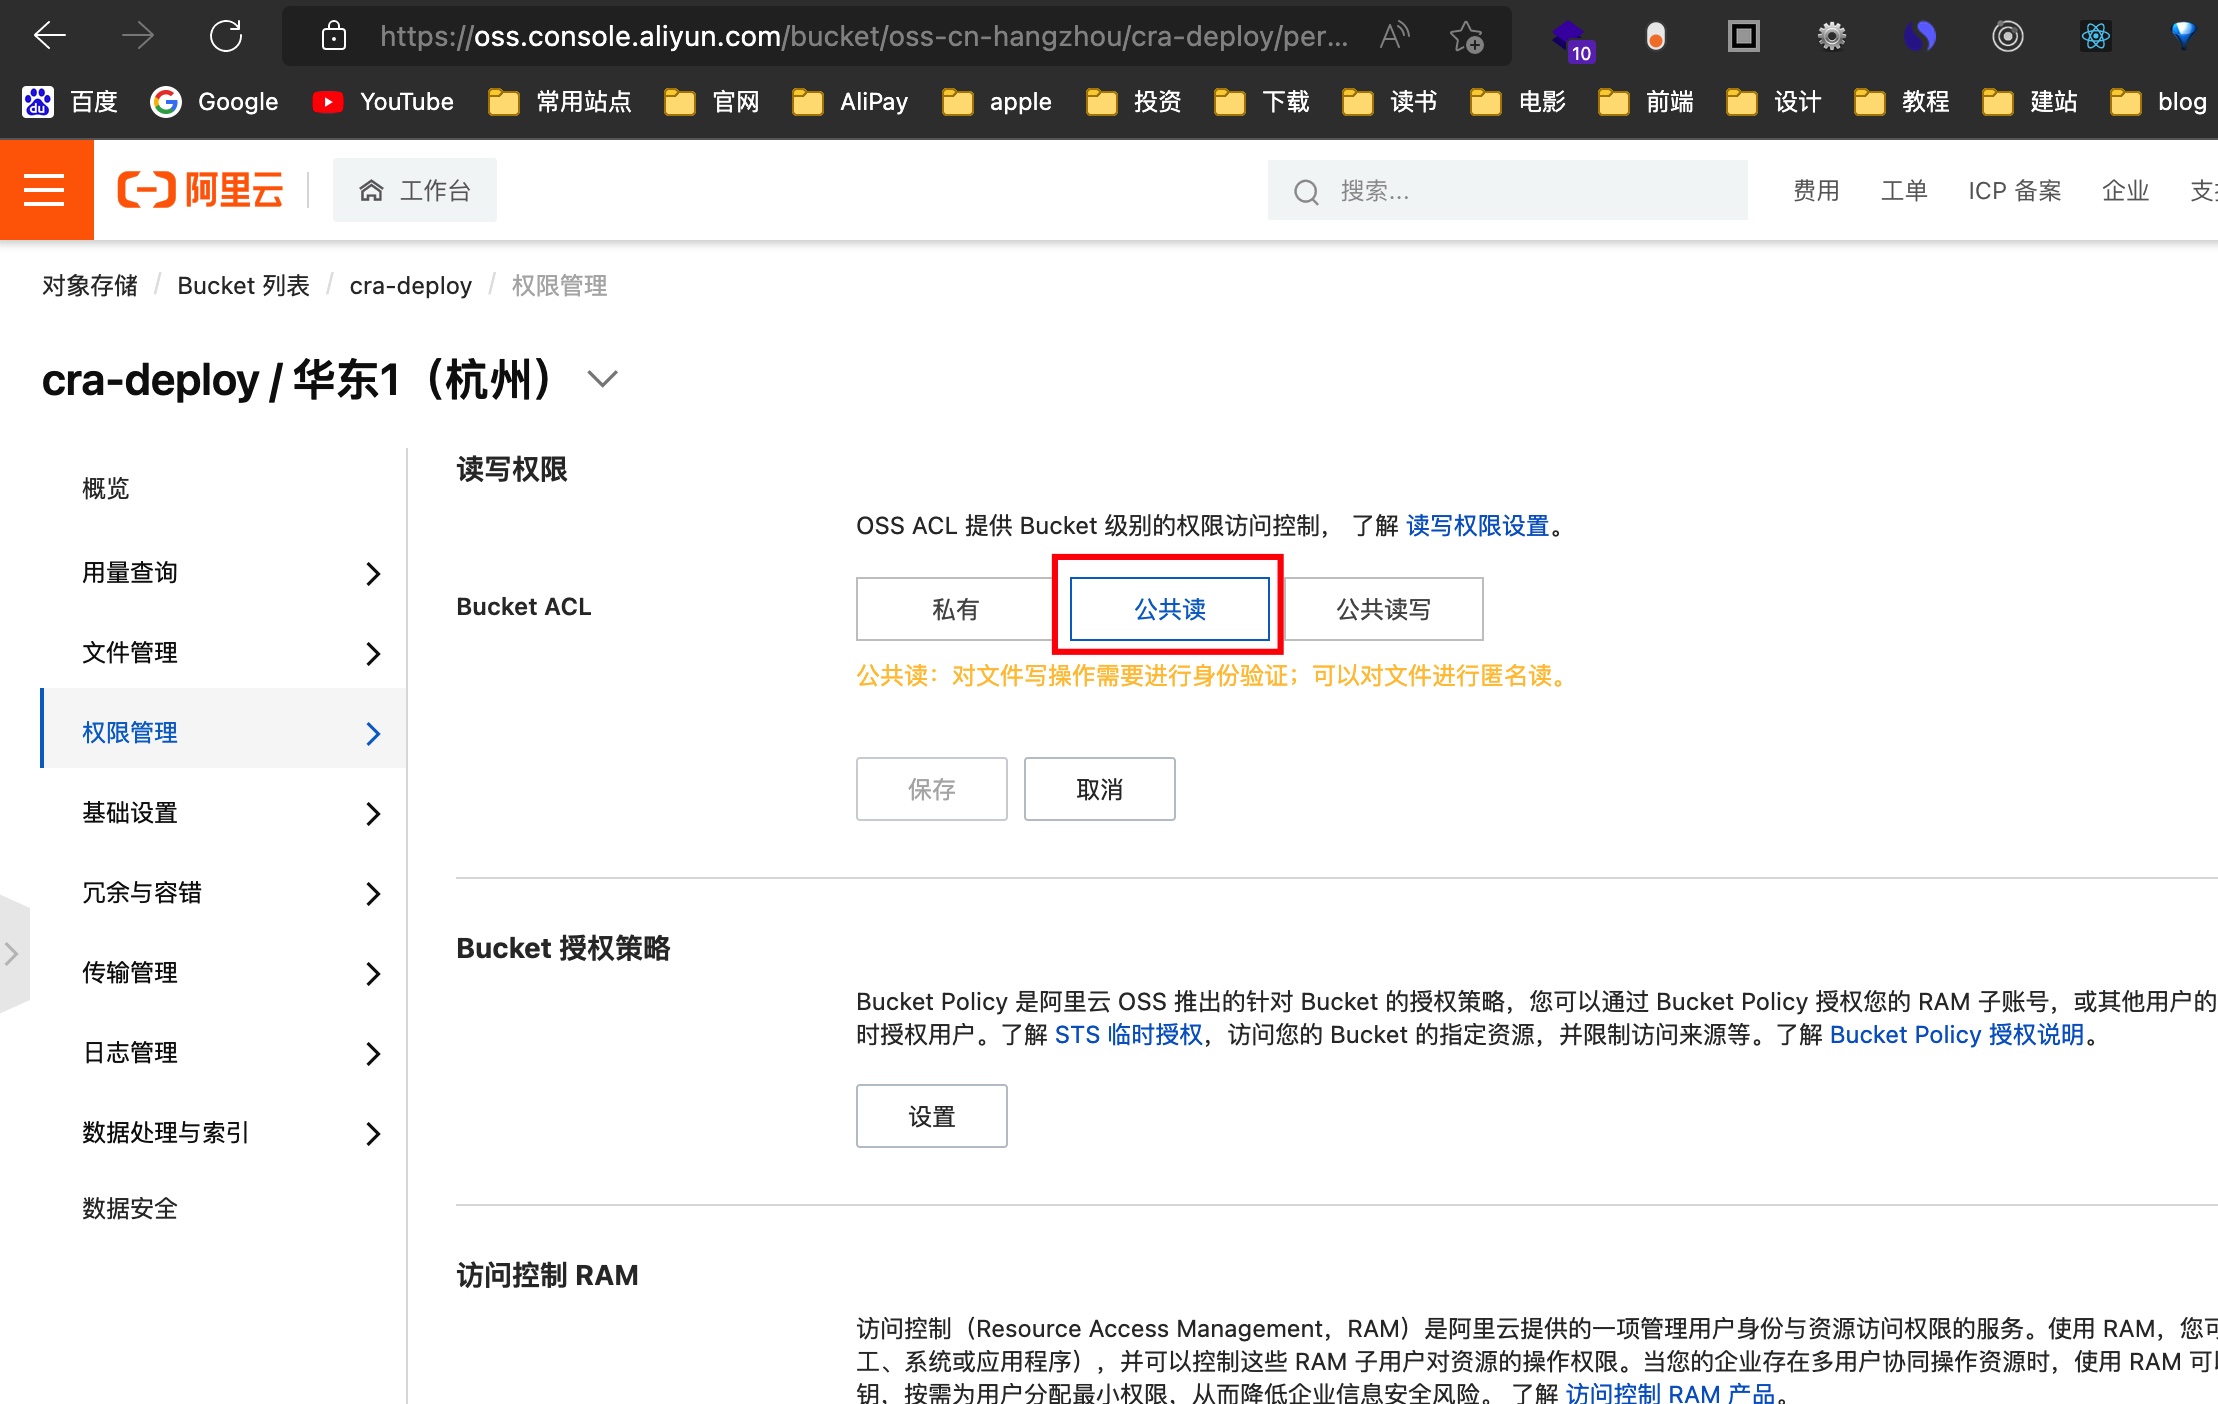 https://oss.console.aliyun.com/bucket/oss-cn-hangzhou/cra-deploy/per...
10
百度 Google YouTube 常用站点 官网 AliPay apple 投资 下载 读书 电影 前端 设计 教程 建站 blog
阿里云 工作台 搜索... 费用 工单 ICP 备案 企业
对象存储 / Bucket 列表 / cra-deploy / 权限管理
cra-deploy / 华东1（杭州）
概览
用量查询
文件管理
权限管理
基础设置
冗余与容错
传输管理
日志管理
数据处理与索引
数据安全
读写权限
OSS ACL 提供 Bucket 级别的权限访问控制， 了解 读写权限设置。
Bucket ACL
私有 公共读 公共读写
公共读：对文件写操作需要进行身份验证；可以对文件进行匿名读。
保存 取消
Bucket 授权策略
Bucket Policy 是阿里云 OSS 推出的针对 Bucket 的授权策略，您可以通过 Bucket Policy 授权您的 RAM 子账号，或其他用户的
时授权用户。了解 STS 临时授权，访问您的 Bucket 的指定资源，并限制访问来源等。了解 Bucket Policy 授权说明。
设置
访问控制 RAM
访问控制（Resource Access Management，RAM）是阿里云提供的一项管理用户身份与资源访问权限的服务。使用 RAM，您
工、系统或应用程序），并可以控制这些 RAM 子用户对资源的操作权限。当您的企业存在多用户协同操作资源时，使用 RAM 可
钥，按需为用户分配最小权限，从而降低企业信息安全风险。 了解 访问控制 RAM 产品。